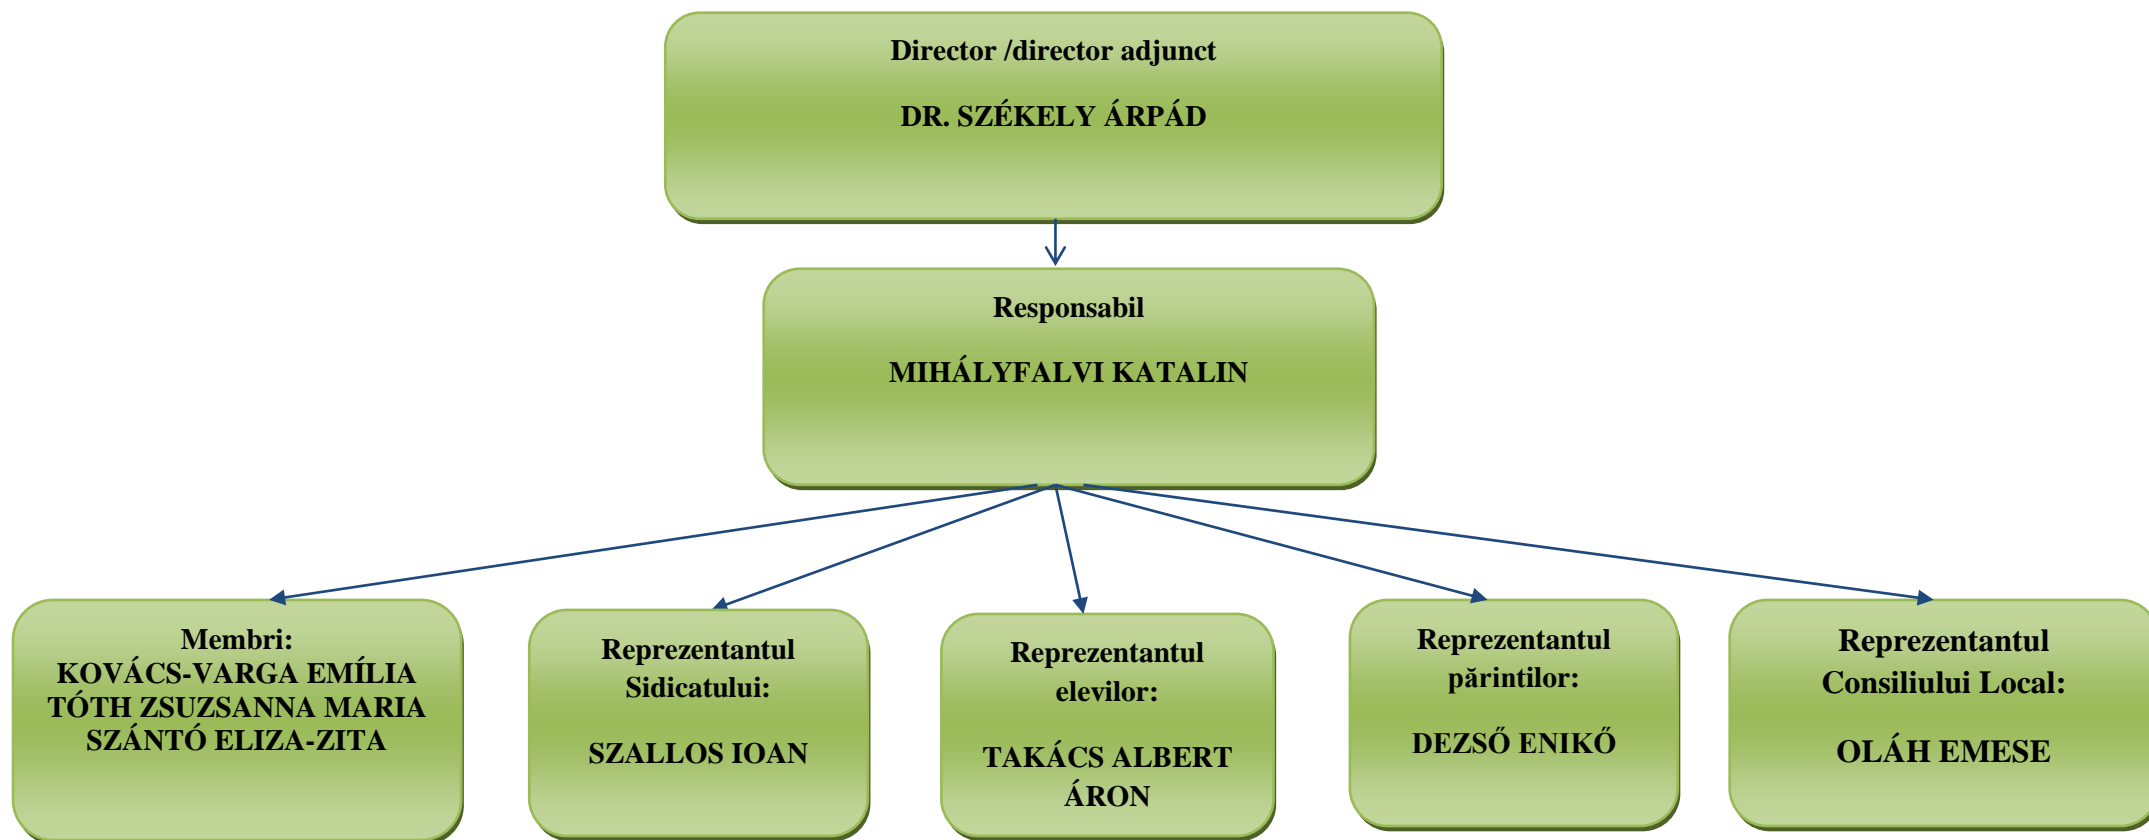 Director /director adjunct
DR. SZÉKELY ÁRPÁD
Responsabil
MIHÁLYFALVI KATALIN
Membri:
KOVÁCS-VARGA EMÍLIA
TÓTH ZSUZSANNA MARIA
SZÁNTÓ ELIZA-ZITA
Reprezentantul
Sidicatului:
SZALLOS IOAN
Reprezentantul
elevilor:
TAKÁCS ALBERT
ÁRON
Reprezentantul
părintilor:
DEZSŐ ENIKŐ
Reprezentantul
Consiliului Local:
OLÁH EMESE